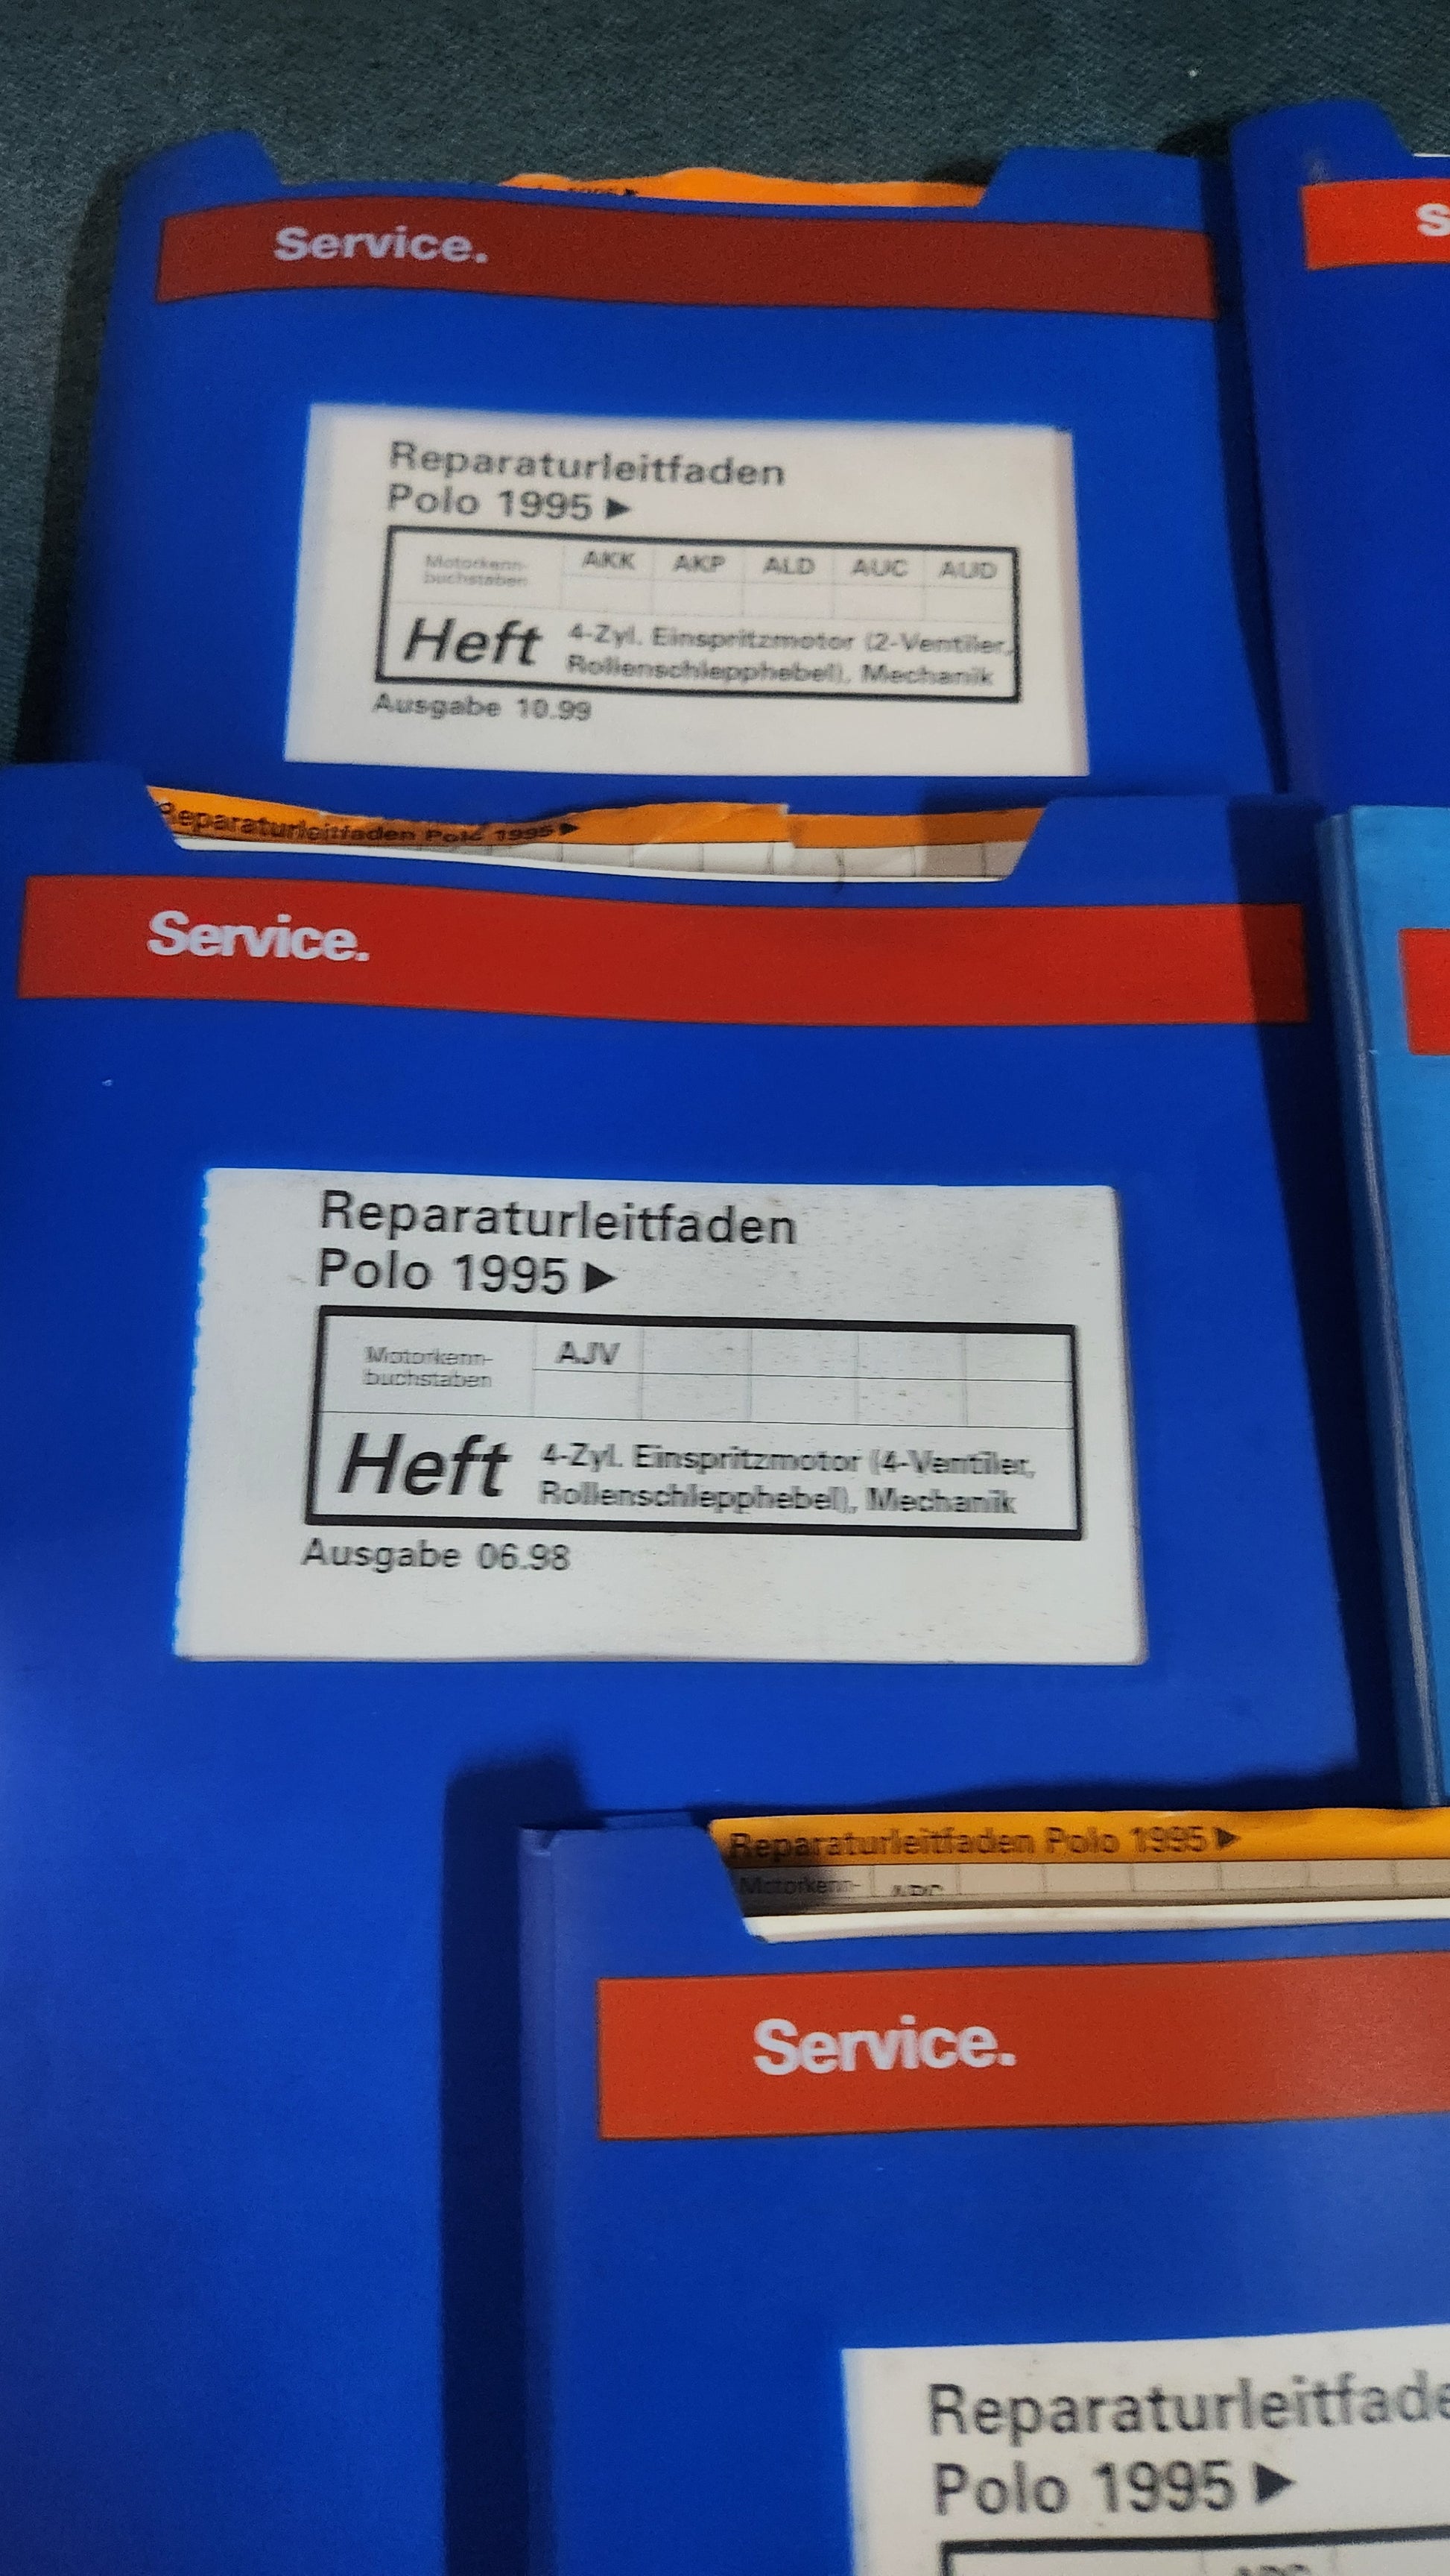 Service.
Reparaturleitfaden
Polo 1995 ►
Motorkenn-
buchstaben
AKK AKP ALD AUC AUD
Heft
4-Zyl. Einspritzmotor (2-Ventiler,
Rollenschlepphebel), Mechanik
Ausgabe 10.99
Reparaturleitfaden Polo 1995 ►
Service.
Reparaturleitfaden
Polo 1995 ►
Motorkenn-
buchstaben
AJV
Heft
4-Zyl. Einspritzmotor (4-Ventiler,
Rollenschlepphebel), Mechanik
Ausgabe 06.98
Reparaturleitfaden Polo 1995 ►
Motorkenn-
Service.
Reparaturleitfade
Polo 1995 ►